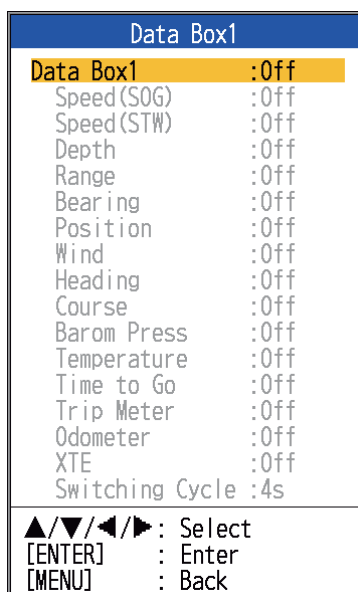 Data Box1
Data Box1 :Off
Speed(SOG) :Off
Speed(STW) :Off
Depth :Off
Range :Off
Bearing :Off
Position :Off
Wind :Off
Heading :Off
Course :Off
Barom Press :Off
Temperature :Off
Time to Go :Off
Trip Meter :Off
Odometer :Off
XTE :Off
Switching Cycle :4s
▲/▼/◀/▶: Select
[ENTER] : Enter
[MENU] : Back